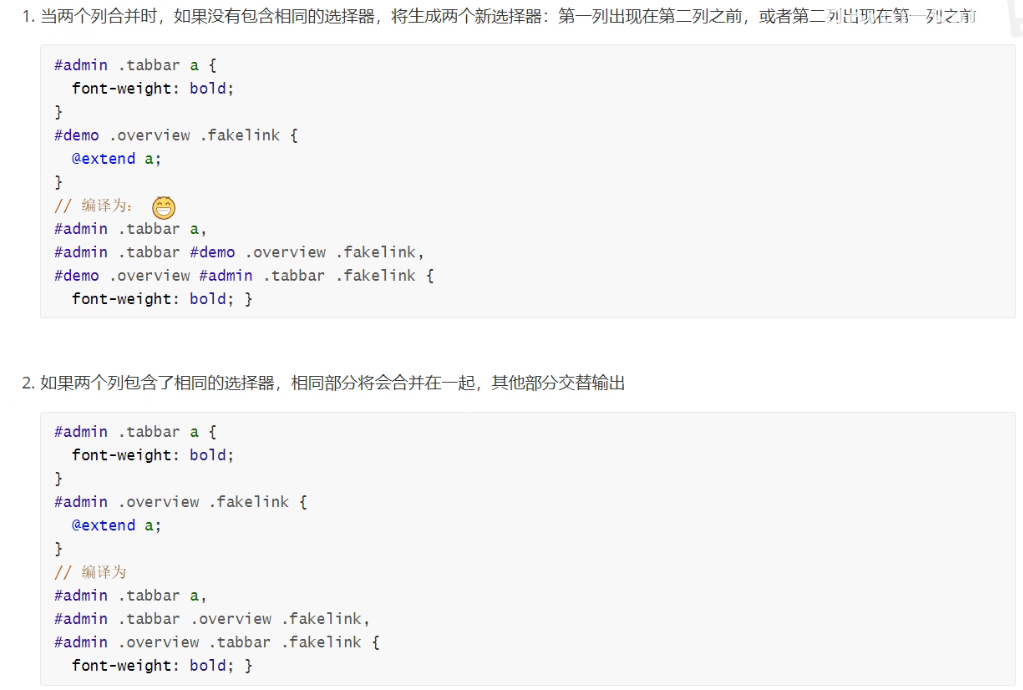 1. 当两个列合并时，如果没有包含相同的选择器，将生成两个新选择器：第一列出现在第二列之前，或者第二列出现在第一列之前
#admin .tabbar a {
  font-weight: bold;
}
#demo .overview .fakelink {
  @extend a;
}
// 编译为：
#admin .tabbar a,
#admin .tabbar #demo .overview .fakelink,
#demo .overview #admin .tabbar .fakelink {
  font-weight: bold; }
2. 如果两个列包含了相同的选择器，相同部分将会合并在一起，其他部分交替输出
#admin .tabbar a {
  font-weight: bold;
}
#admin .overview .fakelink {
  @extend a;
}
// 编译为
#admin .tabbar a,
#admin .tabbar .overview .fakelink,
#admin .overview .tabbar .fakelink {
  font-weight: bold; }